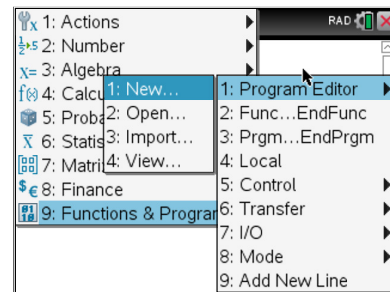 1: Actions
RAD
2: Number
3: Algebra
4: Calcu
5: Proba
6: Statis
7: Matri
8: Finance
9: Functions & Program
1: New...
2: Open...
3: Import...
4: View...
1: Program Editor
2: Func...EndFunc
3: Prgm...EndPrgm
4: Local
5: Control
6: Transfer
7: I/O
8: Mode
9: Add New Line